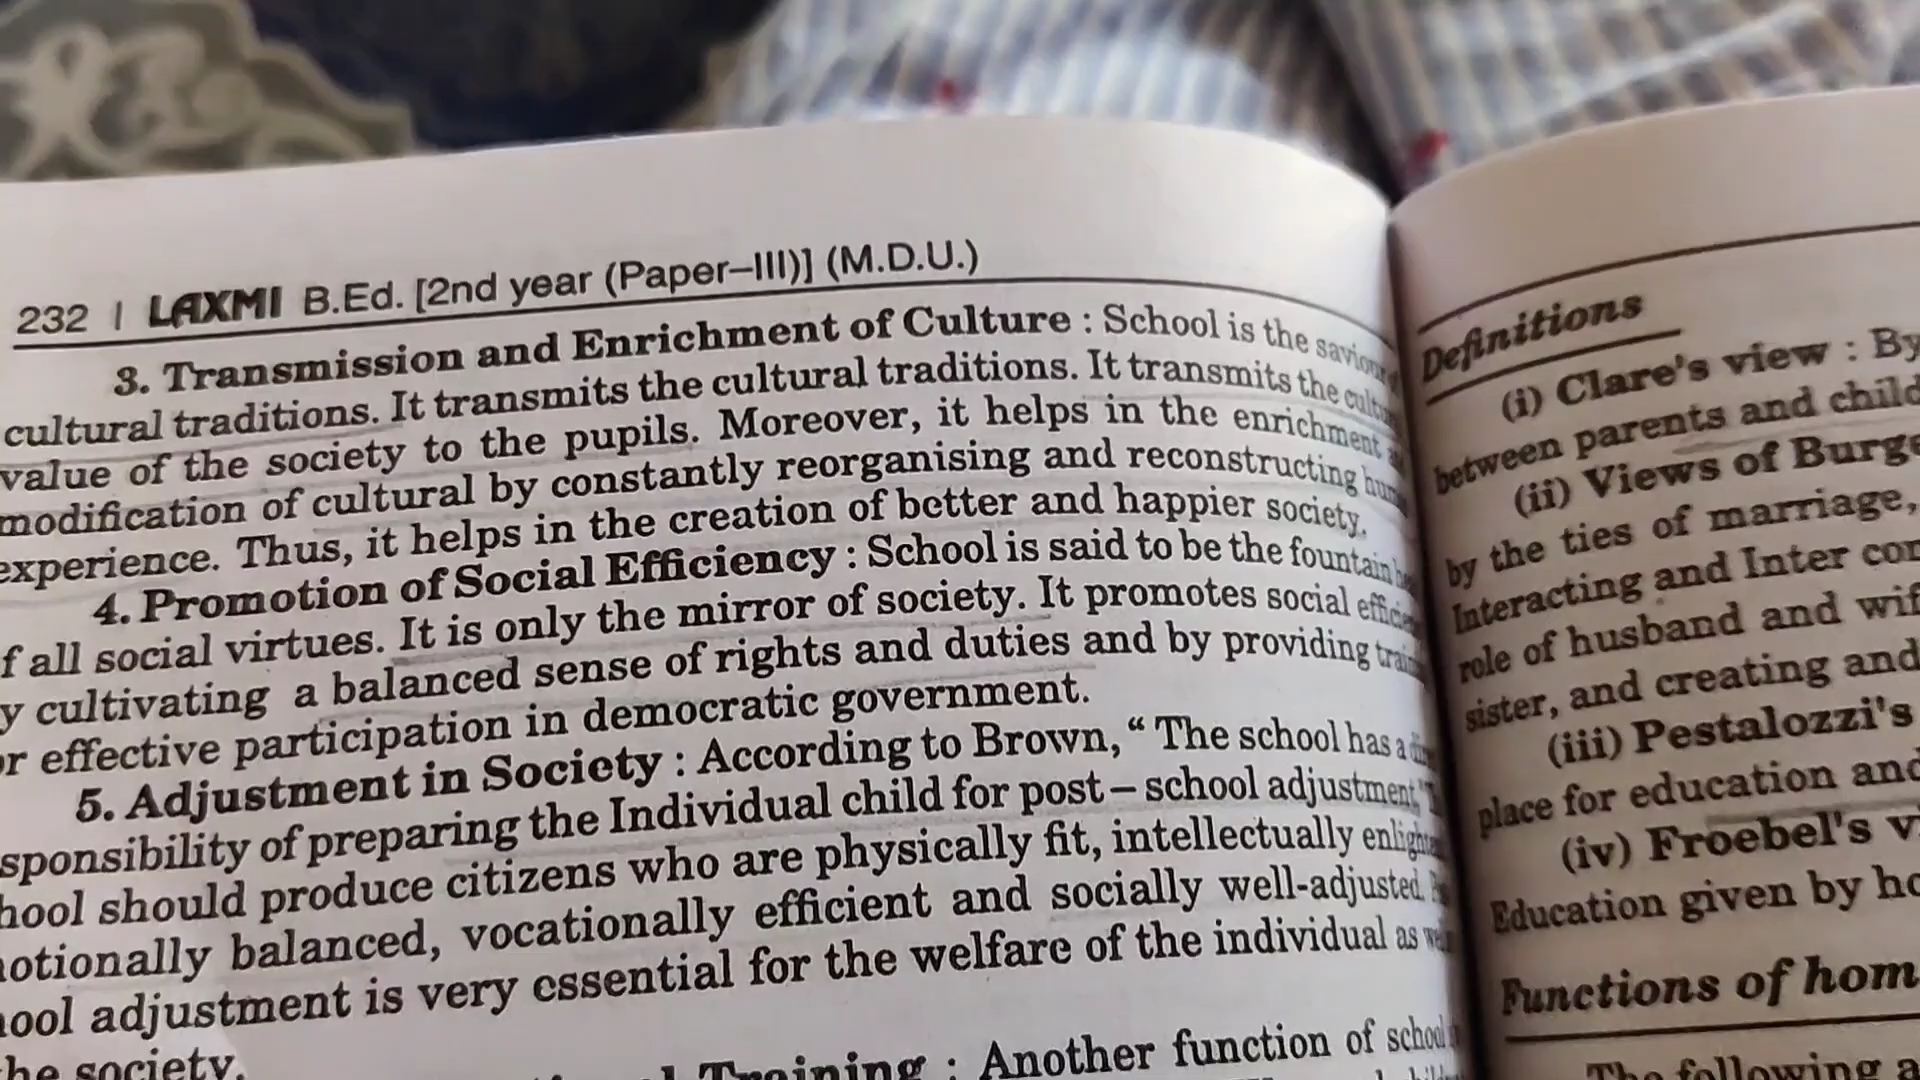 232 | LAXMI B.Ed. [2nd year (Paper–III)] (M.D.U.)
3. Transmission and Enrichment of Culture : School is the saviour
cultural traditions. It transmits the cultural traditions. It transmits the
value of the society to the pupils. Moreover, it helps in the enrichment
modification of cultural by constantly reorganising and reconstructing
experience. Thus, it helps in the creation of better and happier society.
4. Promotion of Social Efficiency : School is said to be the fountain
f all social virtues. It is only the mirror of society. It promotes social
y cultivating a balanced sense of rights and duties and by providing
or effective participation in democratic government.
5. Adjustment in Society : According to Brown, “ The school has a
sponsibility of preparing the Individual child for post – school adjustment,"
hool should produce citizens who are physically fit, intellectually
notionally balanced, vocationally efficient and socially well-adjusted.
hool adjustment is very essential for the welfare of the individual as
he society.
Training : Another function of school
Definitions
(i) Clare's view : By
between parents and child
(ii) Views of Burge
by the ties of marriage,
Interacting and Inter con
role of husband and wif
sister, and creating and
(iii) Pestalozzi's
place for education and
(iv) Froebel's v
Education given by ho
Functions of hom
The following a